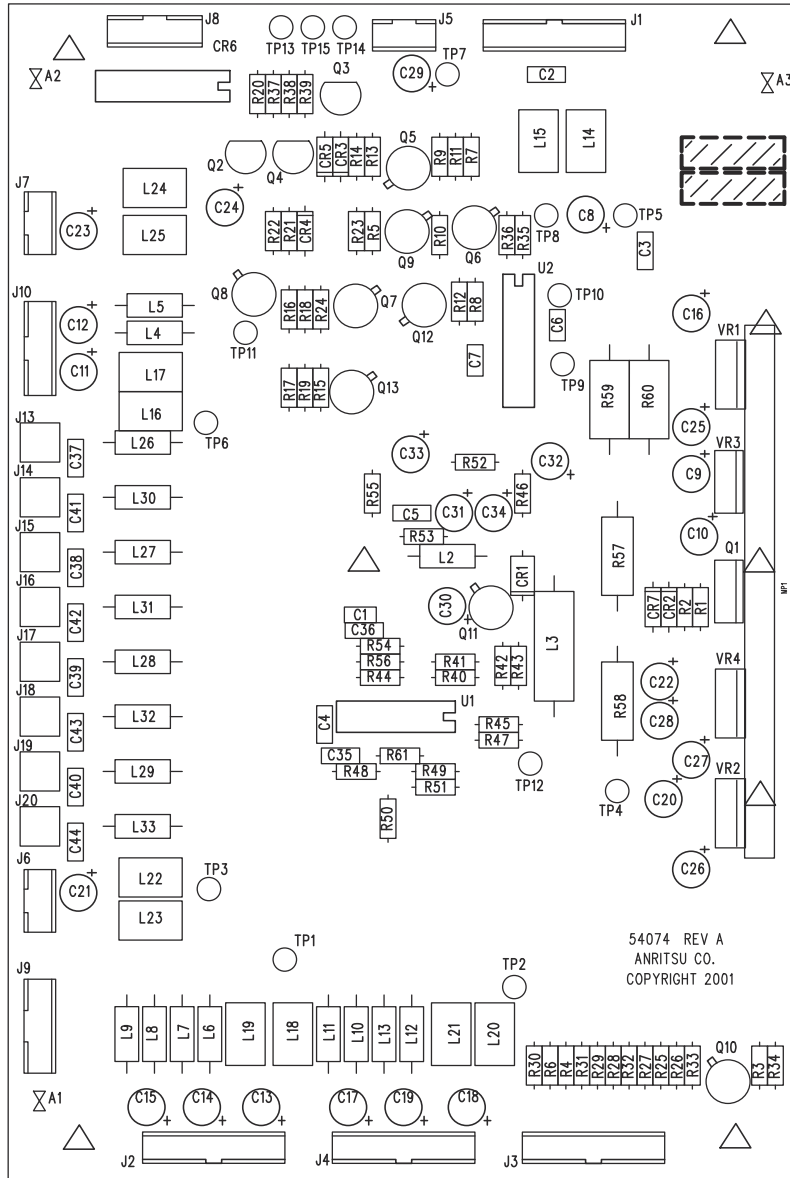 J8
TP13
TP15
TP14
J5
J1
CR6
A2
A3
R20
R37
R38
R39
Q3
C29
TP7
C2
Q2
Q4
CR5
CR3
R14
R13
Q5
R9
R11
R7
L15
L14
J7
L24
L25
C23
C24
R22
R21
CR4
R23
R5
Q9
R10
Q6
R36
R35
TP8
C8
TP5
C3
U2
J10
L5
L4
C12
C11
L17
L16
Q8
TP11
R16
R18
R24
Q7
Q12
R12
R8
C7
TP10
C6
TP9
C16
VR1
R17
R19
R15
Q13
R59
R60
TP6
C25
J13
C37
L26
C33
R52
C32
VR3
C9
J14
C41
L30
R55
C5
C31
C34
R46
J15
C38
L27
R53
L2
R57
C10
Q1
NP1
J16
C42
L31
C1
C36
C30
Q11
CR1
L3
CR7
CR2
R2
R1
J17
C39
L28
R54
R56
R44
R41
R40
R42
R43
J18
C43
L32
C4
U1
R45
R47
R58
C22
C28
VR4
J19
C40
L29
C35
R48
R61
R49
R51
TP12
C27
TP4
C20
VR2
J20
C44
L33
R50
J6
C21
L22
L23
TP3
C26
TP1
TP2
54074 REV A
ANRITSU CO.
COPYRIGHT 2001
J9
L9
L8
L7
L6
L19
L18
L11
L10
L13
L12
L21
L20
R30
R6
R4
R31
R29
R28
R32
R27
R25
R26
R33
Q10
R3
R34
A1
C15
C14
C13
C17
C19
C18
J2
J4
J3